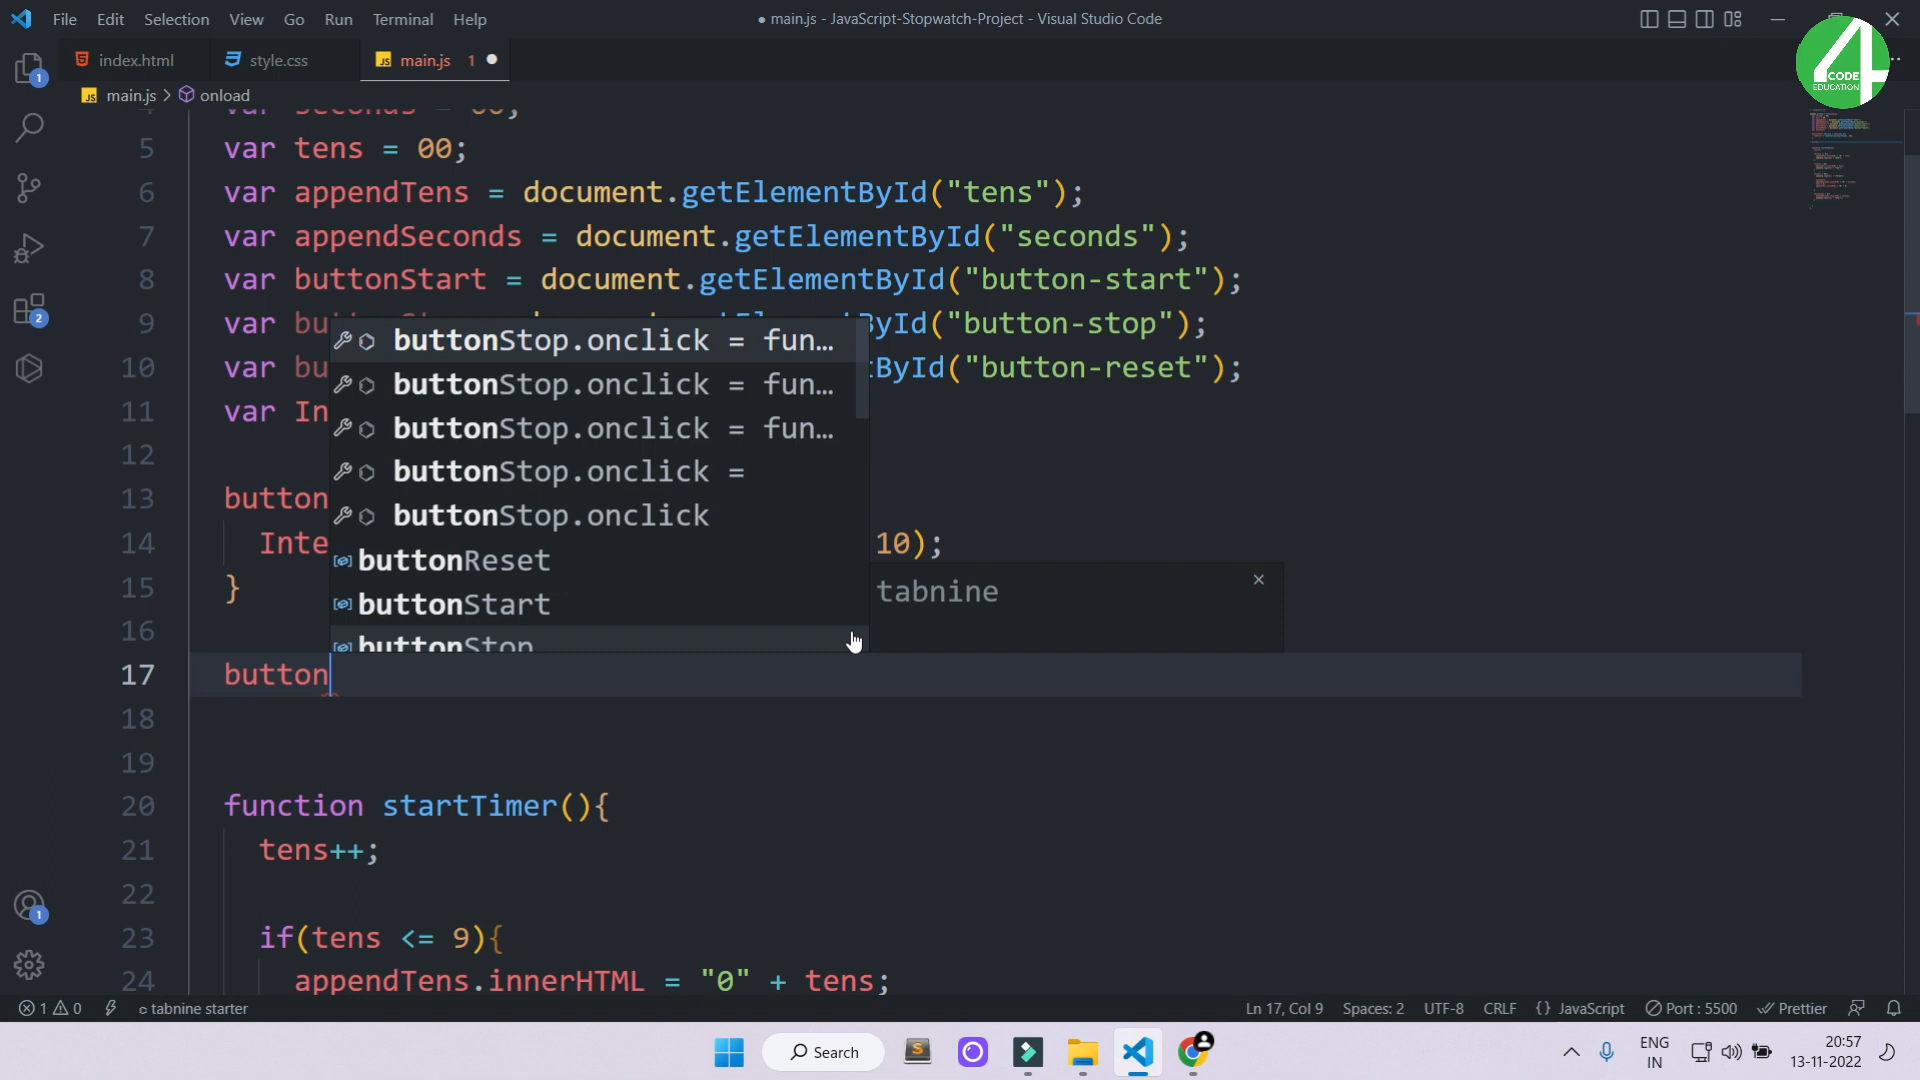 File Edit Selection View Go Run Terminal Help
● main.js - JavaScript-Stopwatch-Project - Visual Studio Code
4 CODE EDUCATION
1
index.html
style.css
JS main.js 1
JS main.js > onload
5 var tens = 00;
6 var appendTens = document.getElementById("tens");
7 var appendSeconds = document.getElementById("seconds");
8 var buttonStart = document.getElementById("button-start");
9 var bu
yId("button-stop");
10 var bu
ById("button-reset");
11 var In
12
13 button
14 Inte
10);
15 }
16
17 button
18
19
20 function startTimer(){
21 tens++;
22
23 if(tens <= 9){
24 appendTens.innerHTML = "0" + tens;
buttonStop.onclick = fun…
buttonStop.onclick = fun…
buttonStop.onclick = fun…
buttonStop.onclick =
buttonStop.onclick
buttonReset
buttonStart
buttonStop
tabnine
2
1
1 0 tabnine starter
Ln 17, Col 9 Spaces: 2 UTF-8 CRLF {} JavaScript Port : 5500 Prettier
Search
S
ENG
IN
20:57
13-11-2022